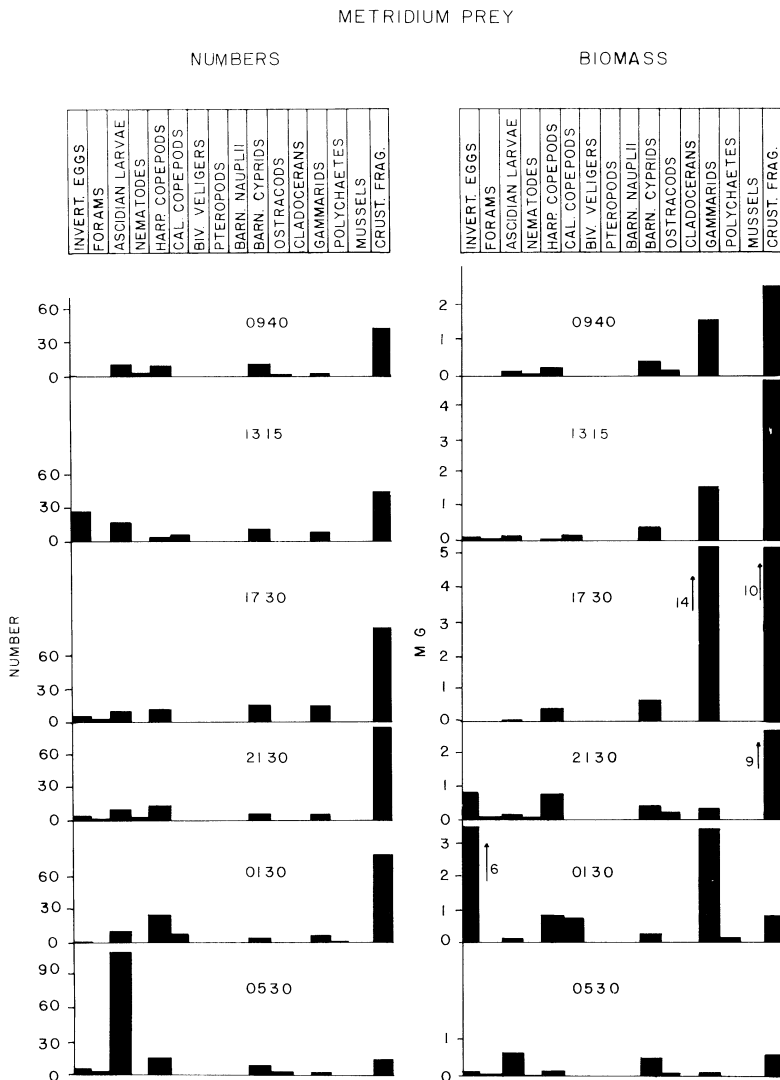 METRIDIUM PREY
NUMBERS
BIOMASS
INVERT. EGGS
FORAMS
ASCIDIAN LARVAE
NEMATODES
HARP. COPEPODS
CAL. COPEPODS
BIV. VELIGERS
PTEROPODS
BARN. NAUPLII
BARN. CYPRIDS
OSTRACODS
CLADOCERANS
GAMMARIDS
POLYCHAETES
MUSSELS
CRUST. FRAG.
INVERT. EGGS
FORAMS
ASCIDIAN LARVAE
NEMATODES
HARP. COPEPODS
CAL. COPEPODS
BIV. VELIGERS
PTEROPODS
BARN. NAUPLII
BARN. CYPRIDS
OSTRACODS
CLADOCERANS
GAMMARIDS
POLYCHAETES
MUSSELS
CRUST. FRAG.
NUMBER
60
30
0
0940
60
30
0
1315
60
30
0
1730
60
30
0
2130
60
30
0
0130
90
60
30
0
0530
MG
2
1
0
0940
4
3
2
1
0
1315
5
4
3
2
1
0
1730
14
10
2
1
0
2130
9
3
2
1
0
0130
6
1
0
0530